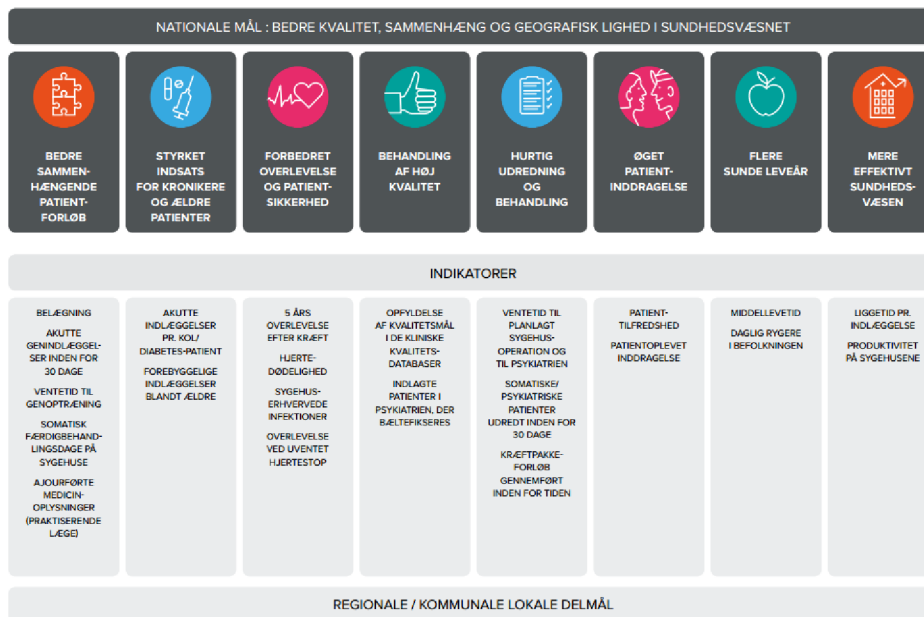 NATIONALE MÅL : BEDRE KVALITET, SAMMENHÆNG OG GEOGRAFISK LIGHED I SUNDHEDSVÆSNET
BEDRE
SAMMEN-
HÆNGENDE
PATIENT-
FORLØB
STYRKET
INDSATS
FOR KRONIKERE
OG ÆLDRE
PATIENTER
FORBEDRET
OVERLEVELSE
OG PATIENT-
SIKKERHED
BEHANDLING
AF HØJ
KVALITET
HURTIG
UDREDNING
OG
BEHANDLING
ØGET
PATIENT-
INDDRAGELSE
FLERE
SUNDE LEVEÅR
MERE
EFFEKTIVT
SUNDHEDS-
VÆSEN
INDIKATORER
BELÆGNING
AKUTTE
GENINDLÆGGEL-
SER INDEN FOR
30 DAGE
VENTETID TIL
GENOPTRÆNING
SOMATISK
FÆRDIGBEHAND-
LINGSDAGE PÅ
SYGEHUSE
AJOURFØRTE
MEDICIN-
OPLYSNINGER
(PRAKTISERENDE
LÆGE)
AKUTTE
INDLÆGGELSER
PR. KOL/
DIABETES-PATIENT
FOREBYGGELIGE
INDLÆGGELSER
BLANDT ÆLDRE
5 ÅRS
OVERLEVELSE
EFTER KRÆFT
HJERTE-
DØDELIGHED
SYGEHUS-
ERHVERVEDE
INFEKTIONER
OVERLEVELSE
VED UVENTET
HJERTESTOP
OPFYLDELSE
AF KVALITETSMÅL
I DE KLINISKE
KVALITETS-
DATABASER
INDLAGTE
PATIENTER I
PSYKIATRIEN, DER
BÆLTEFIKSERES
VENTETID TIL
PLANLAGT
SYGEHUS-
OPERATION OG
TIL PSYKIATRIEN
SOMATISKE/
PSYKIATRISKE
PATIENTER
UDREDT INDEN FOR
30 DAGE
KRÆFTPAKKE-
FORLØB
GENNEMFØRT
INDEN FOR TIDEN
PATIENT-
TILFREDSHED
PATIENTOPLEVET
INDDRAGELSE
MIDDELLEVETID
DAGLIG RYGERE
I BEFOLKNINGEN
LIGGETID PR.
INDLÆGGELSE
PRODUKTIVITET
PÅ SYGEHUSENE
REGIONALE / KOMMUNALE LOKALE DELMÅL